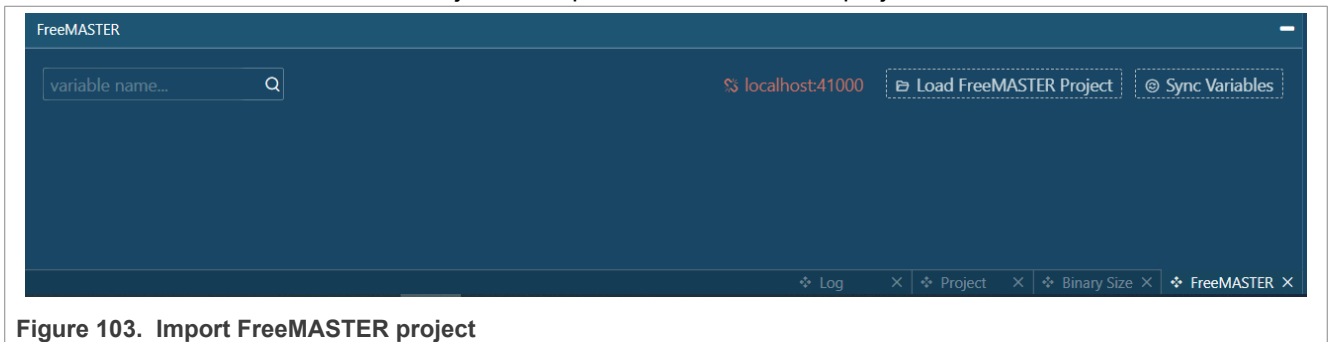 FreeMASTER
variable name...
localhost:41000
Load FreeMASTER Project
Sync Variables
Log
Project
Binary Size
FreeMASTER
Figure 103. Import FreeMASTER project